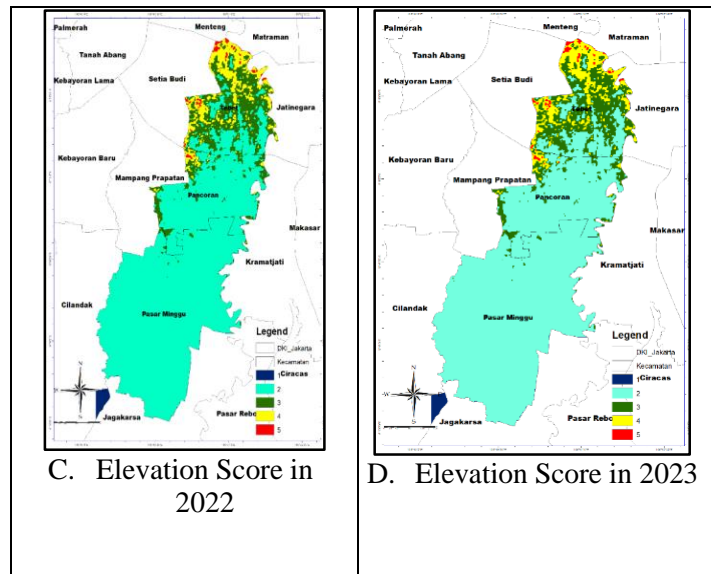 Menteng
Palmerah
Matraman
Tanah Abang
Setia Budi
Kebayoran Lama
Jatinegara
Kebayoran Baru
Mampang Prapatan
Pancoran
Makasar
Kramatjati
Cilandak
Pasar Minggu
Legend
DKI_Jakarta
Kecamatan
1 Ciracas
2
3
4
5
N
W
S
Jagakarsa
Pasar Rebo
C. Elevation Score in
2022
Menteng
Palmerah
Matraman
Tanah Abang
Setia Budi
Kebayoran Lama
Jatinegara
Kebayoran Baru
Mampang Prapatan
Pancoran
Makasar
Kramatjati
Cilandak
Pasar Minggu
Legend
DKI_Jakarta
Kecamatan
1 Ciracas
2
3
4
5
N
W
S
Jagakarsa
Pasar Rebo
D. Elevation Score in 2023